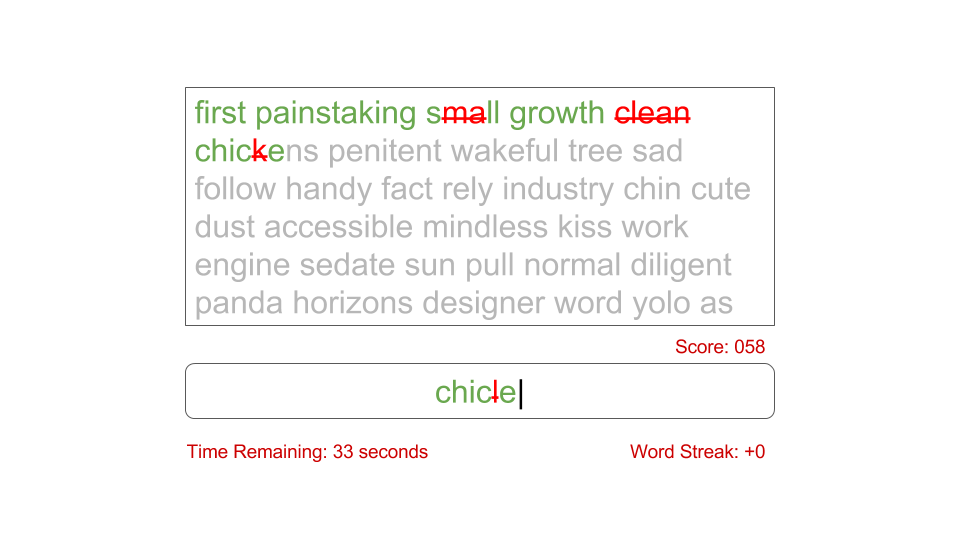 first painstaking small growth clean
chickens penitent wakeful tree sad
follow handy fact rely industry chin cute
dust accessible mindless kiss work
engine sedate sun pull normal diligent
panda horizons designer word yolo as
Score: 058
chicle|
Time Remaining: 33 seconds
Word Streak: +0